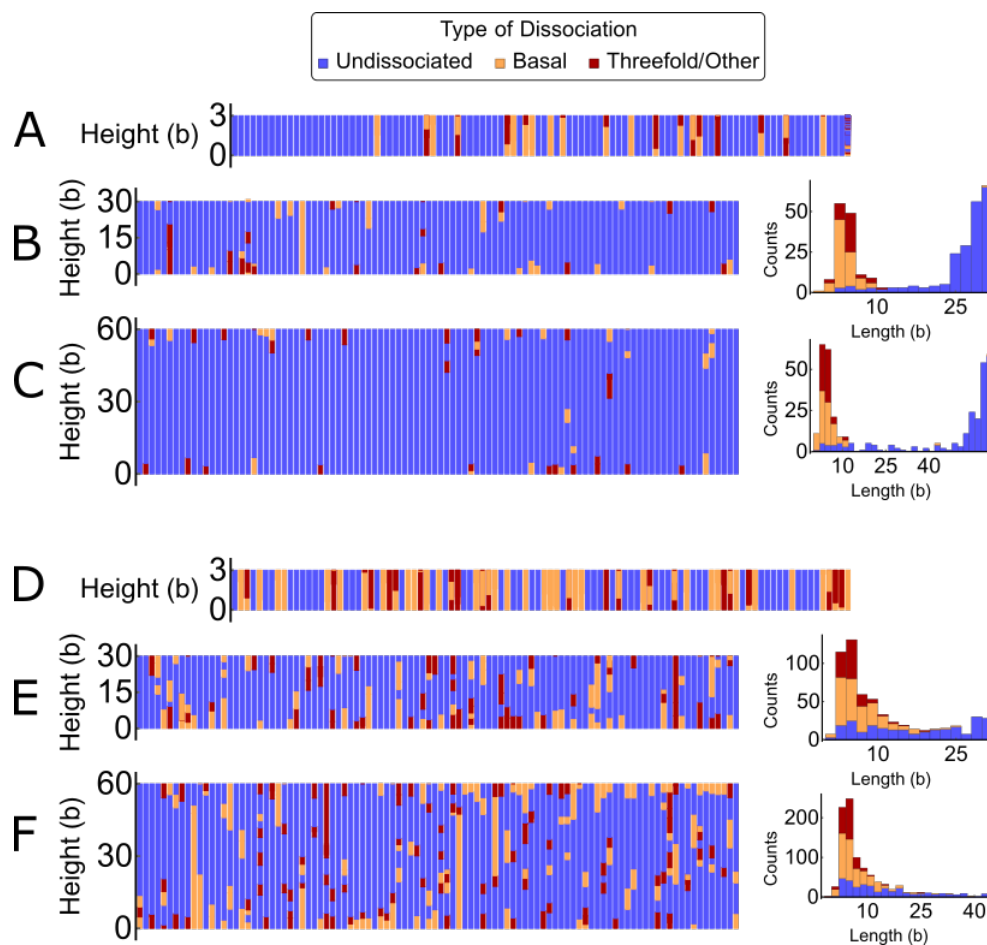 Type of Dissociation
Undissociated Basal Threefold/Other
A
Height (b)
3
0
B
Height (b)
30
15
0
Counts
50
25
0
10 25
Length (b)
C
Height (b)
60
30
0
Counts
50
25
0
10 25 40
Length (b)
D
Height (b)
3
0
E
Height (b)
30
15
0
Counts
100
50
0
10 25
Length (b)
F
Height (b)
60
30
0
Counts
200
100
0
10 25 40
Length (b)